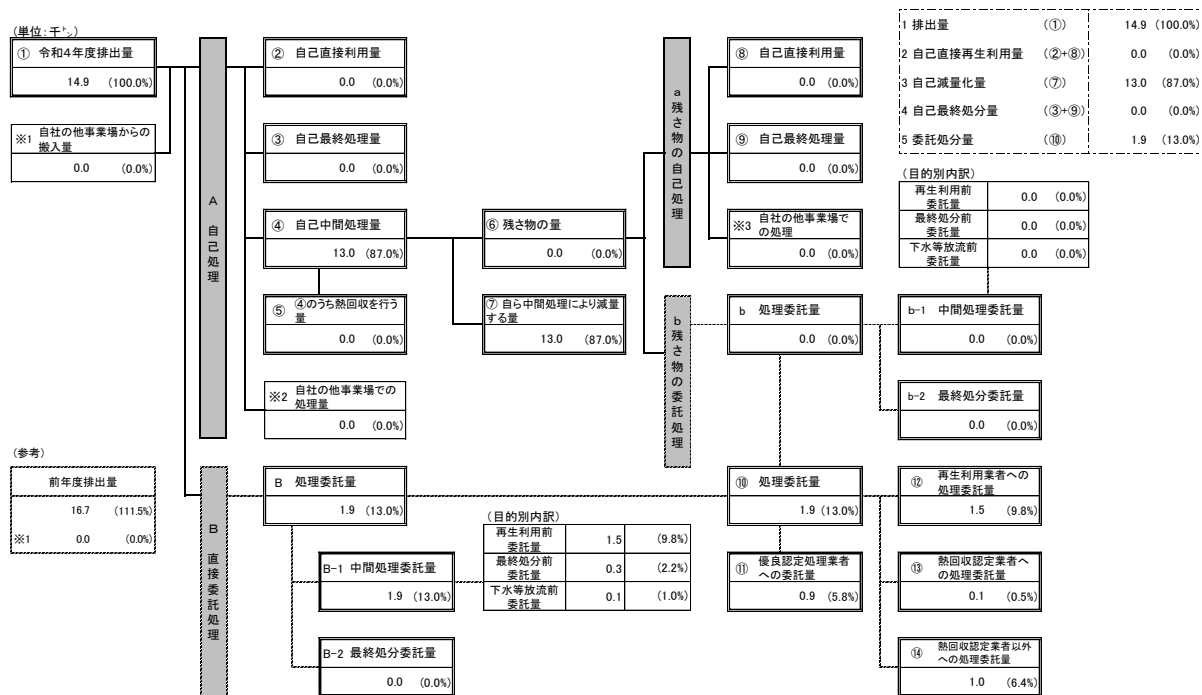 (単位:千㌧)
① 令和4年度排出量
14.9 (100.0%)
※1 自社の他事業場からの
搬入量
0.0 (0.0%)
A 自己処理
② 自己直接利用量
0.0 (0.0%)
③ 自己最終処理量
0.0 (0.0%)
④ 自己中間処理量
13.0 (87.0%)
⑤ ④のうち熱回収を行う
量
0.0 (0.0%)
※2 自社の他事業場での
処理量
0.0 (0.0%)
⑥ 残さ物の量
0.0 (0.0%)
⑦ 自ら中間処理により減量
する量
13.0 (87.0%)
a 残さ物の自己処理
⑧ 自己直接利用量
0.0 (0.0%)
⑨ 自己最終処理量
0.0 (0.0%)
※3 自社の他事業場で
の処理
0.0 (0.0%)
b 残さ物の委託処理
b 処理委託量
0.0 (0.0%)
1 排出量 (①) 14.9 (100.0%)
2 自己直接再生利用量 (②+⑧) 0.0 (0.0%)
3 自己減量化量 (⑦) 13.0 (87.0%)
4 自己最終処分量 (③+⑨) 0.0 (0.0%)
5 委託処分量 (⑩) 1.9 (13.0%)
(目的別内訳)
再生利用前
委託量 0.0 (0.0%)
最終処分前
委託量 0.0 (0.0%)
下水等放流前
委託量 0.0 (0.0%)
b-1 中間処理委託量
0.0 (0.0%)
b-2 最終処分委託量
0.0 (0.0%)
(参考)
前年度排出量
16.7 (111.5%)
※1 0.0 (0.0%)
B 直接委託処理
B 処理委託量
1.9 (13.0%)
B-1 中間処理委託量
1.9 (13.0%)
B-2 最終処分委託量
0.0 (0.0%)
(目的別内訳)
再生利用前
委託量 1.5 (9.8%)
最終処分前
委託量 0.3 (2.2%)
下水等放流前
委託量 0.1 (1.0%)
⑩ 処理委託量
1.9 (13.0%)
⑪ 優良認定処理業者
への委託量
0.9 (5.8%)
⑫ 再生利用業者への
処理委託量
1.5 (9.8%)
⑬ 熱回収認定業者へ
の処理委託量
0.1 (0.5%)
⑭ 熱回収認定業者以外
への処理委託量
1.0 (6.4%)